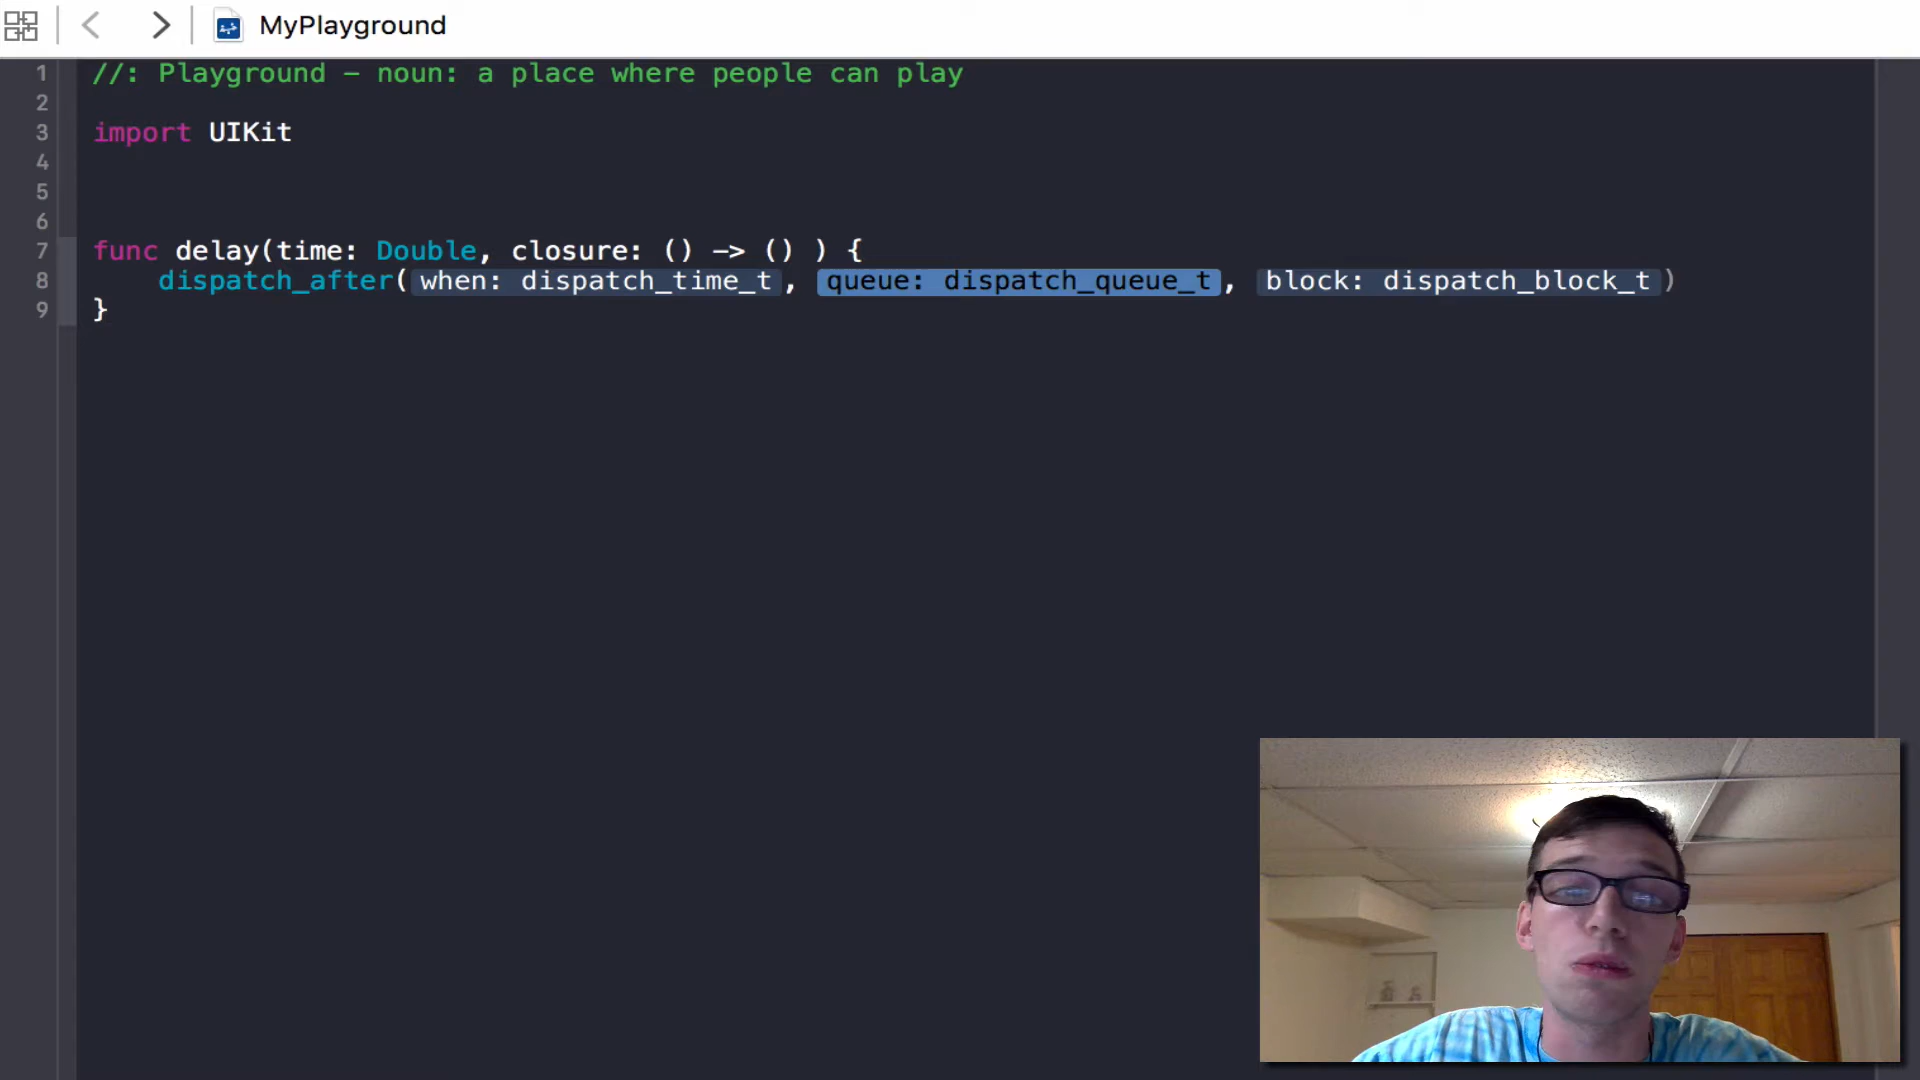 MyPlayground
1 //: Playground – noun: a place where people can play
2
3 import UIKit
4
5
6
7 func delay(time: Double, closure: () -> () ) {
8 dispatch_after(when: dispatch_time_t, queue: dispatch_queue_t, block: dispatch_block_t)
9 }